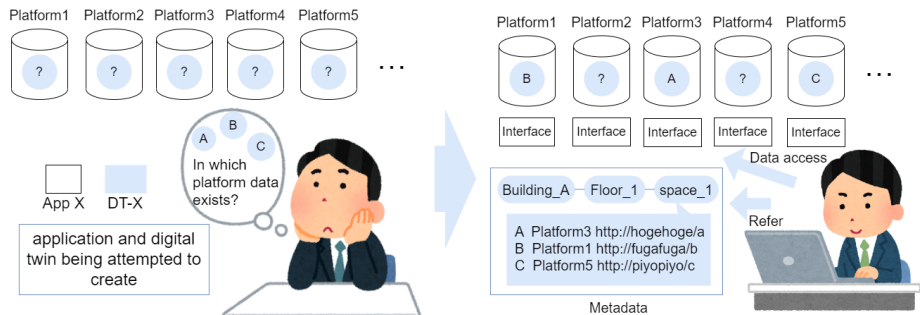 Platform1 Platform2 Platform3 Platform4 Platform5
? ? ? ? ? ...
A B C
In which
platform data
exists?
App X DT-X
application and digital
twin being attempted to
create
Platform1 Platform2 Platform3 Platform4 Platform5
B ? A ? C ...
Interface Interface Interface Interface Interface
Data access
Building_A Floor_1 space_1
Refer
A Platform3 http://hogehoge/a
B Platform1 http://fugafuga/b
C Platform5 http://piyopiyo/c
Metadata